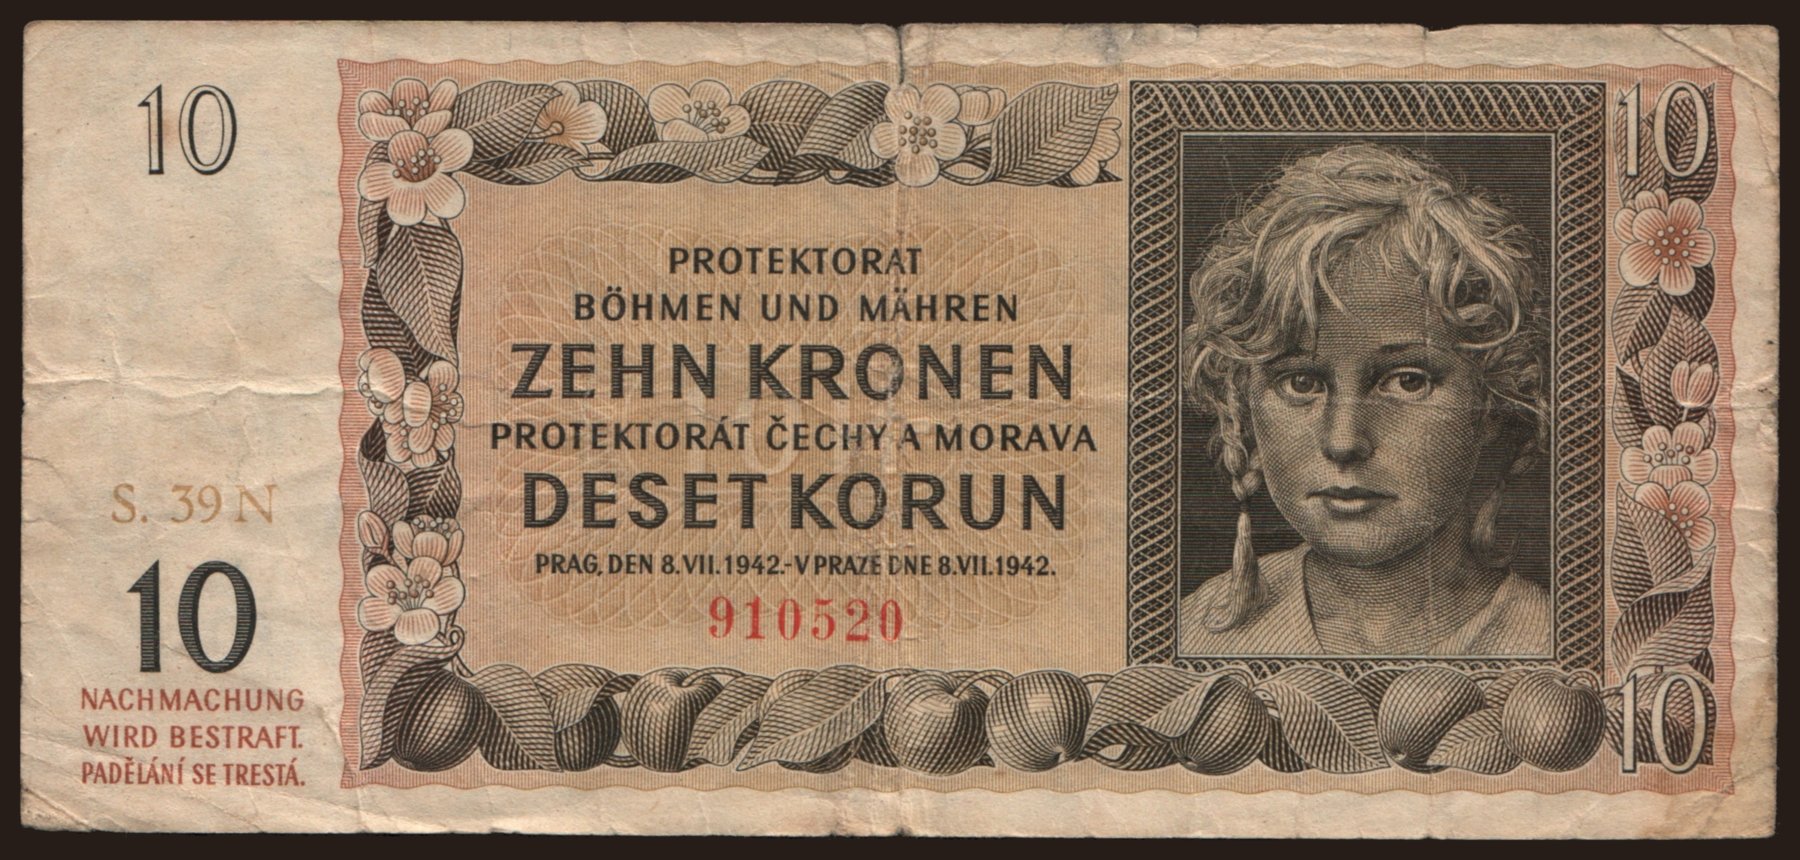 10
10
PROTEKTORAT
BÖHMEN UND MÄHREN
ZEHN KRONEN
PROTEKTORÁT ČECHY A MORAVA
DESET KORUN
PRAG, DEN 8.VII.1942.-V PRAZE DNE 8.VII.1942.
910520
S. 39 N
10
NACHMACHUNG
WIRD BESTRAFT.
PADĚLÁNÍ SE TRESTÁ.
10